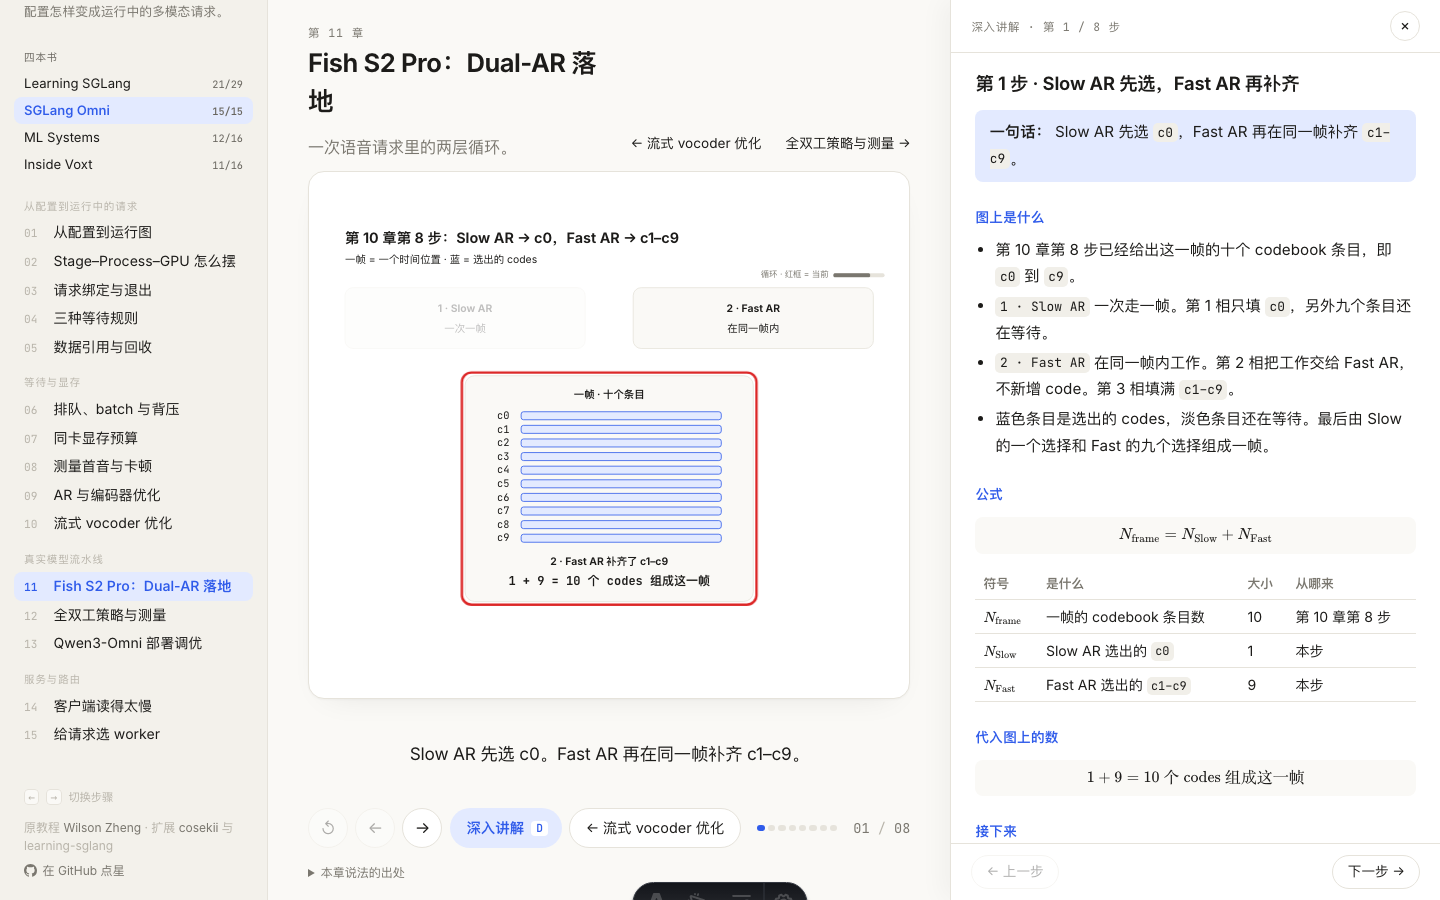 配置怎样变成运行中的多模态请求。
四本书
Learning SGLang 21/29
SGLang Omni 15/15
ML Systems 12/16
Inside Voxt 11/16
从配置到运行中的请求
01 从配置到运行图
02 Stage–Process–GPU 怎么摆
03 请求绑定与退出
04 三种等待规则
05 数据引用与回收
等待与显存
06 排队、batch 与背压
07 同卡显存预算
08 测量首音与卡顿
09 AR 与编码器优化
10 流式 vocoder 优化
真实模型流水线
11 Fish S2 Pro：Dual-AR 落地
12 全双工策略与测量
13 Qwen3-Omni 部署调优
服务与路由
14 客户端读得太慢
15 给请求选 worker
← → 切换步骤
原教程 Wilson Zheng · 扩展 cosekii 与
learning-sglang
在 GitHub 点星
第 11 章
Fish S2 Pro：Dual-AR 落
地
一次语音请求里的两层循环。
← 流式 vocoder 优化 全双工策略与测量 →
第 10 章第 8 步：Slow AR → c0，Fast AR → c1–c9
一帧 = 一个时间位置 · 蓝 = 选出的 codes
循环 · 红框 = 当前
1 · Slow AR
一次一帧
2 · Fast AR
在同一帧内
一帧 · 十个条目
c0
c1
c2
c3
c4
c5
c6
c7
c8
c9
2 · Fast AR 补齐了 c1–c9
1 + 9 = 10 个 codes 组成这一帧
Slow AR 先选 c0。Fast AR 再在同一帧补齐 c1–c9。
← → 深入讲解 D ← 流式 vocoder 优化 01 / 08
▶ 本章说法的出处
深入讲解 · 第 1 / 8 步 ×
第 1 步 · Slow AR 先选，Fast AR 再补齐
一句话： Slow AR 先选 c0，Fast AR 再在同一帧补齐 c1–
c9。
图上是什么
• 第 10 章第 8 步已经给出这一帧的十个 codebook 条目，即
c0 到 c9。
• 1 · Slow AR 一次走一帧。第 1 相只填 c0，另外九个条目还
在等待。
• 2 · Fast AR 在同一帧内工作。第 2 相把工作交给 Fast AR，
不新增 code。第 3 相填满 c1–c9。
• 蓝色条目是选出的 codes，淡色条目还在等待。最后由 Slow
的一个选择和 Fast 的九个选择组成一帧。
公式
N_frame = N_Slow + N_Fast
符号 是什么 大小 从哪来
N_frame 一帧的 codebook 条目数 10 第 10 章第 8 步
N_Slow Slow AR 选出的 c0 1 本步
N_Fast Fast AR 选出的 c1–c9 9 本步
代入图上的数
1 + 9 = 10 个 codes 组成这一帧
接下来
← 上一步 下一步 →